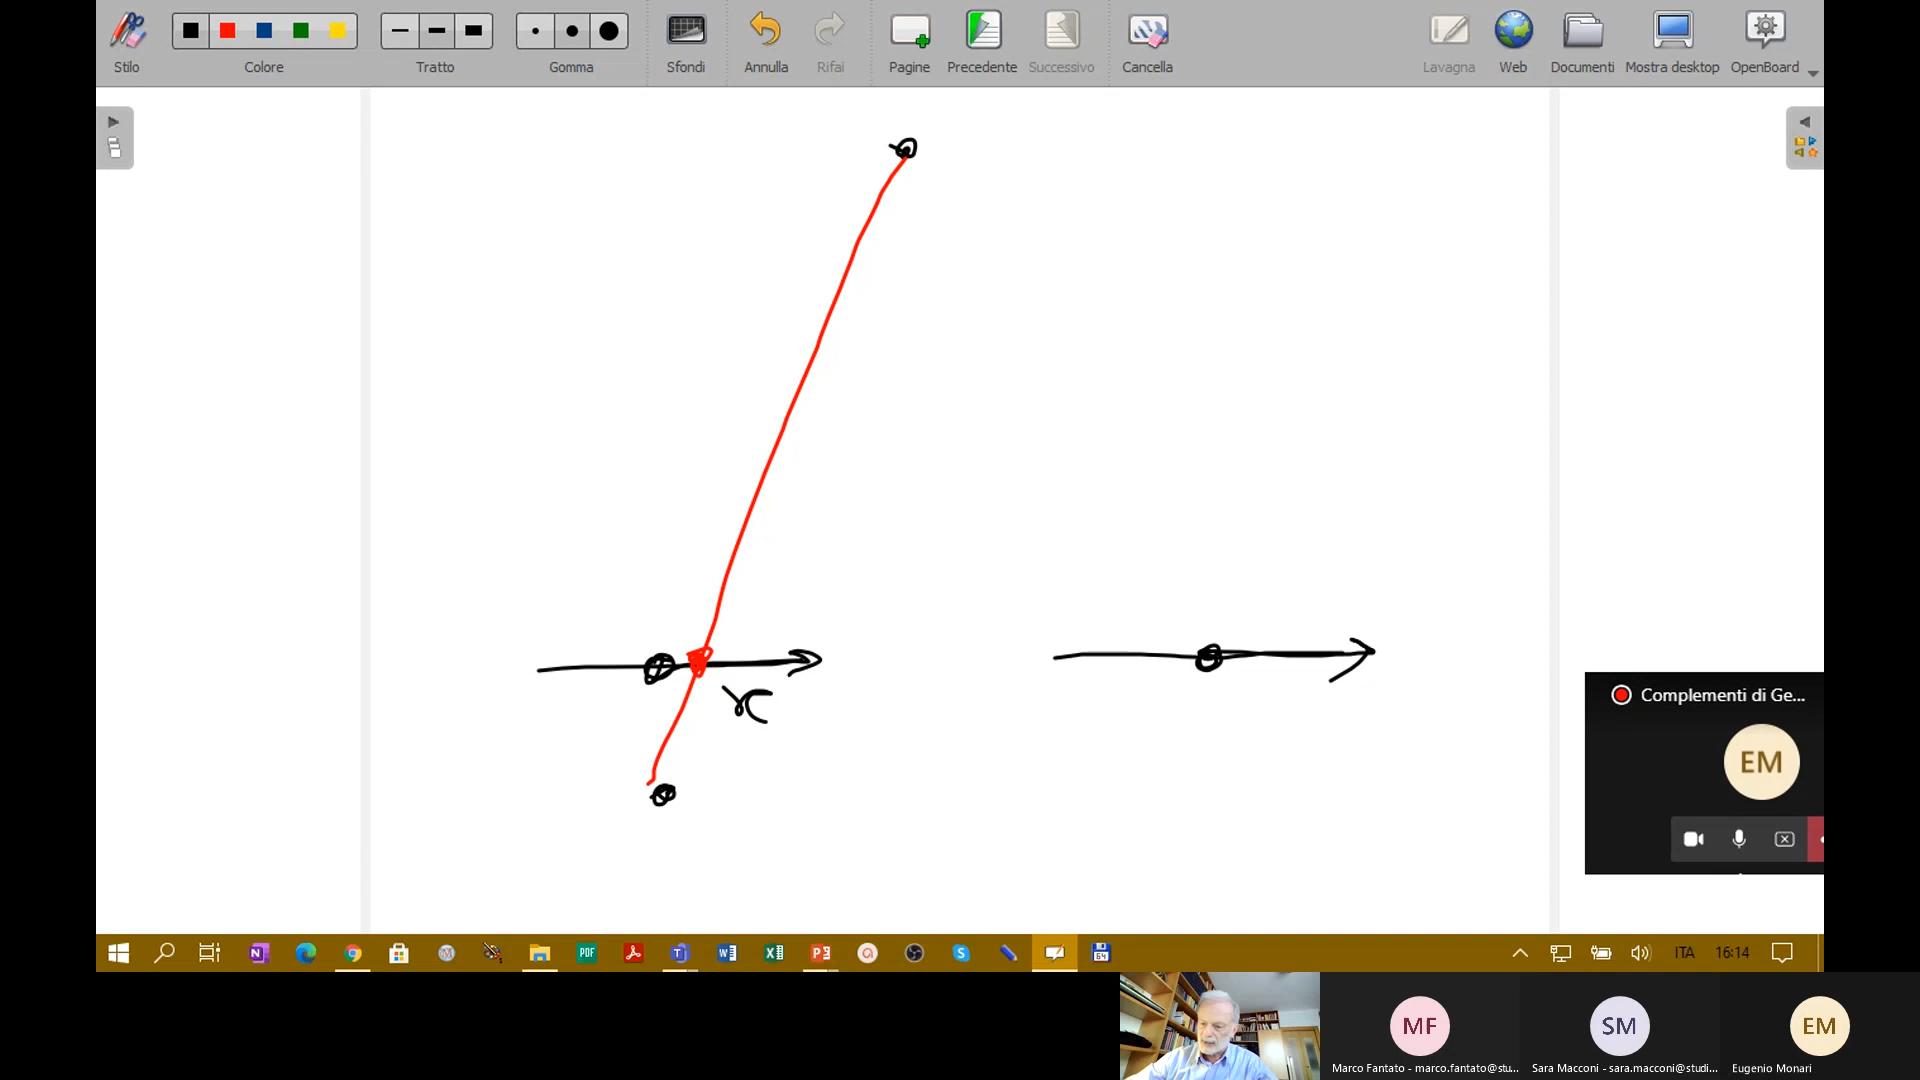 Stilo
Colore
Tratto
Gomma
Sfondi
Annulla
Rifai
Pagine
Precedente
Successivo
Cancella
Lavagna
Web
Documenti
Mostra desktop
OpenBoard
x
Complementi di Ge...
EM
ITA
16:14
MF
SM
EM
Marco Fantato - marco.fantato@stu...
Sara Macconi - sara.macconi@studi...
Eugenio Monari